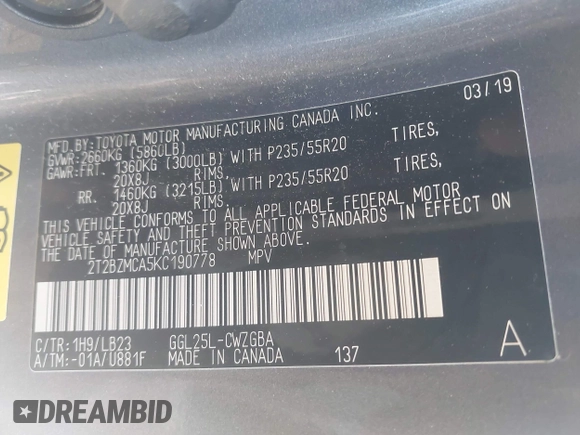 03/19
MFD.BY:TOYOTA MOTOR MANUFACTURING CANADA INC.
GVWR:2660KG (5860LB)
GAWR:FRT. 1360KG (3000LB) WITH P235/55R20 TIRES,
20X8J RIMS,
RR. 1460KG (3215LB) WITH P235/55R20 TIRES,
20X8J RIMS.
THIS VEHICLE CONFORMS TO ALL APPLICABLE FEDERAL MOTOR
VEHICLE SAFETY AND THEFT PREVENTION STANDARDS IN EFFECT ON
THE DATE OF MANUFACTURE SHOWN ABOVE.
2T2BZMCA5KC190778 MPV
C/TR:1H9/LB23 GGL25L-CWZGBA
A/TM:-01A/U881F MADE IN CANADA 137 A
DREAMBID